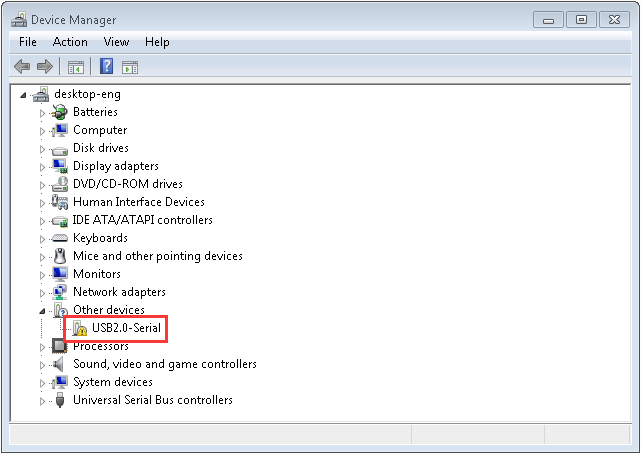 Device Manager
File Action View Help
desktop-eng
Batteries
Computer
Disk drives
Display adapters
DVD/CD-ROM drives
Human Interface Devices
IDE ATA/ATAPI controllers
Keyboards
Mice and other pointing devices
Monitors
Network adapters
Other devices
USB2.0-Serial
Processors
Sound, video and game controllers
System devices
Universal Serial Bus controllers